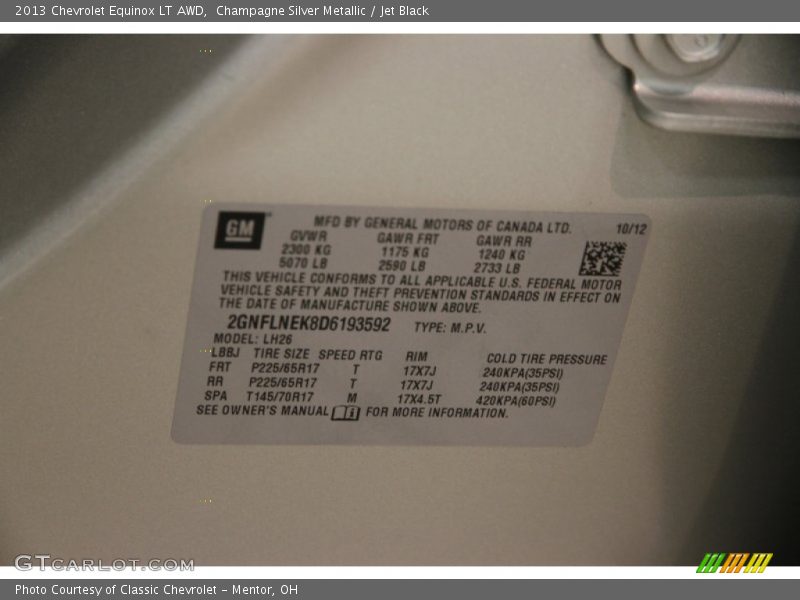 2013 Chevrolet Equinox LT AWD, Champagne Silver Metallic / Jet Black
GM
MFD BY GENERAL MOTORS OF CANADA LTD. 10/12
GVWR GAWR FRT GAWR RR
2300 KG 1175 KG 1240 KG
5070 LB 2590 LB 2733 LB
THIS VEHICLE CONFORMS TO ALL APPLICABLE U.S. FEDERAL MOTOR
VEHICLE SAFETY AND THEFT PREVENTION STANDARDS IN EFFECT ON
THE DATE OF MANUFACTURE SHOWN ABOVE.
2GNFLNEK8D6193592 TYPE: M.P.V.
MODEL: LH26
LBBJ TIRE SIZE SPEED RTG RIM COLD TIRE PRESSURE
FRT P225/65R17 T 17X7J 240KPA(35PSI)
RR P225/65R17 T 17X7J 240KPA(35PSI)
SPA T145/70R17 M 17X4.5T 420KPA(60PSI)
SEE OWNER'S MANUAL FOR MORE INFORMATION.
GTCARLOT.COM
Photo Courtesy of Classic Chevrolet - Mentor, OH